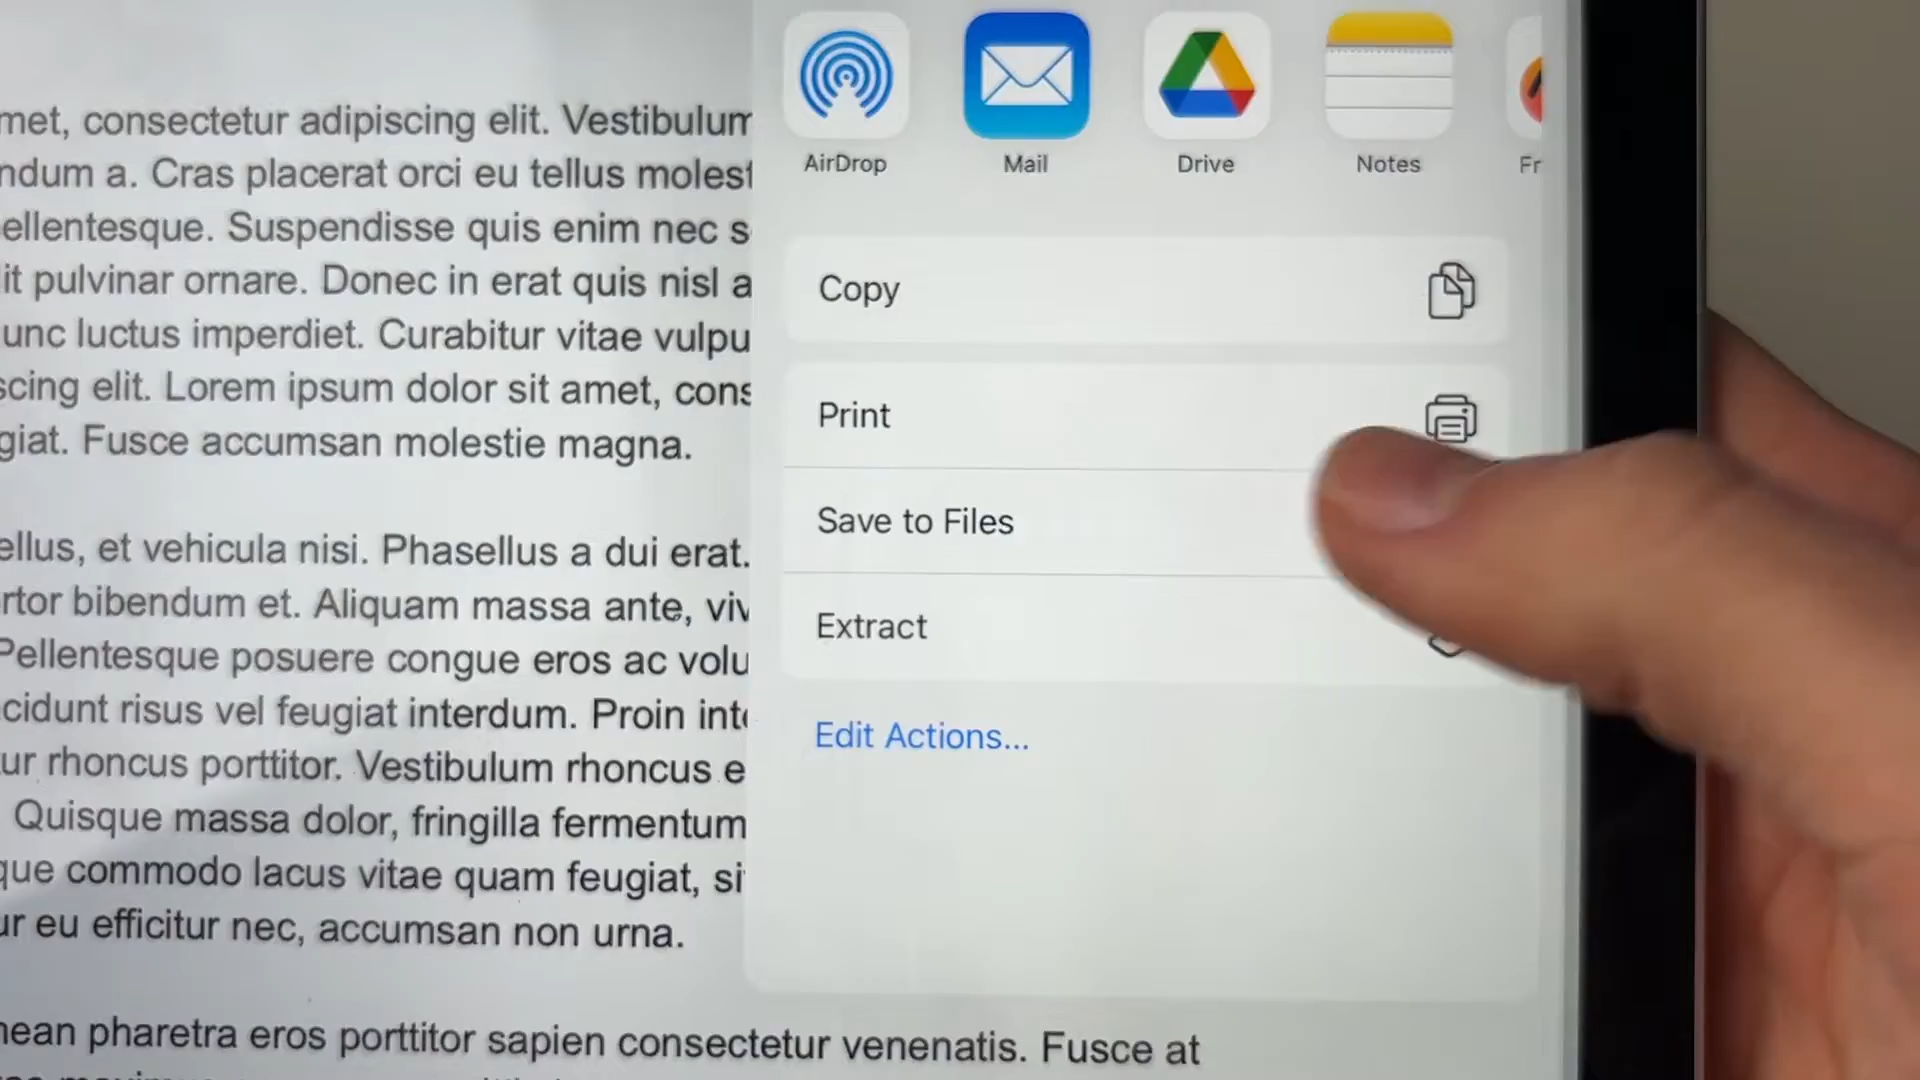 AirDrop
Mail
Drive
Notes
Fr
Copy
Print
Save to Files
Extract
Edit Actions...
met, consectetur adipiscing elit. Vestibulum
ndum a. Cras placerat orci eu tellus molest
ellentesque. Suspendisse quis enim nec s
it pulvinar ornare. Donec in erat quis nisl a
unc luctus imperdiet. Curabitur vitae vulpu
scing elit. Lorem ipsum dolor sit amet, cons
giat. Fusce accumsan molestie magna.
ellus, et vehicula nisi. Phasellus a dui erat.
rtor bibendum et. Aliquam massa ante, viv
Pellentesque posuere congue eros ac volu
cidunt risus vel feugiat interdum. Proin inte
ur rhoncus porttitor. Vestibulum rhoncus e
Quisque massa dolor, fringilla fermentum
que commodo lacus vitae quam feugiat, si
ur eu efficitur nec, accumsan non urna.
nean pharetra eros porttitor sapien consectetur venenatis. Fusce at